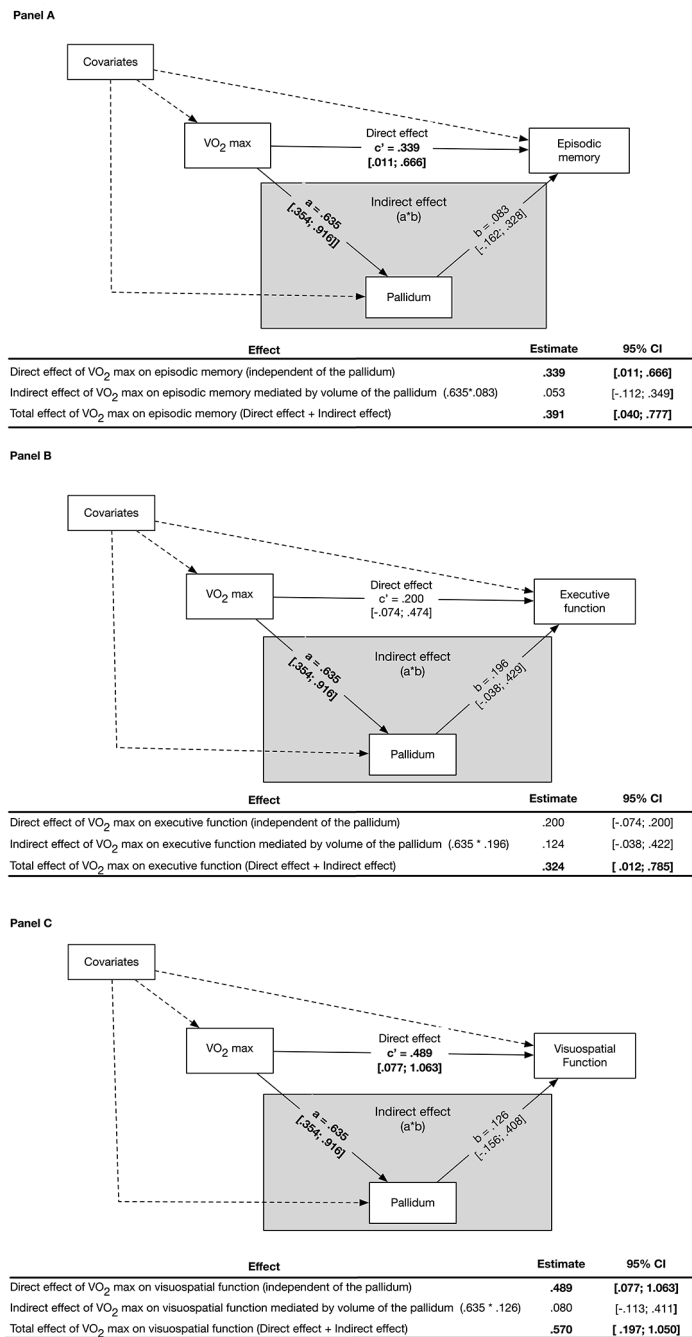 Panel A
Covariates
VO2 max
Direct effect
c' = .339
[.011; .666]
Episodic
memory
a = .635
[.354; .916]]
Indirect effect
(a*b)
b = .083
[-.162; .328]
Pallidum
Effect Estimate 95% CI
Direct effect of VO2 max on episodic memory (independent of the pallidum) .339 [.011; .666]
Indirect effect of VO2 max on episodic memory mediated by volume of the pallidum (.635*.083) .053 [-.112; .349]
Total effect of VO2 max on episodic memory (Direct effect + Indirect effect) .391 [.040; .777]
Panel B
Covariates
VO2 max
Direct effect
c' = .200
[-.074; .474]
Executive
function
a = .635
[.354; .916]
Indirect effect
(a*b)
b = .196
[-.038; .429]
Pallidum
Effect Estimate 95% CI
Direct effect of VO2 max on executive function (independent of the pallidum) .200 [-.074; .200]
Indirect effect of VO2 max on executive function mediated by volume of the pallidum (.635 * .196) .124 [-.038; .422]
Total effect of VO2 max on executive function (Direct effect + Indirect effect) .324 [ .012; .785]
Panel C
Covariates
VO2 max
Direct effect
c' = .489
[.077; 1.063]
Visuospatial
Function
a = .635
[.354; .916]
Indirect effect
(a*b)
b = .126
[-.156; .408]
Pallidum
Effect Estimate 95% CI
Direct effect of VO2 max on visuospatial function (independent of the pallidum) .489 [.077; 1.063]
Indirect effect of VO2 max on visuospatial function mediated by volume of the pallidum (.635 * .126) .080 [-.113; .411]
Total effect of VO2 max on visuospatial function (Direct effect + Indirect effect) .570 [ .197; 1.050]